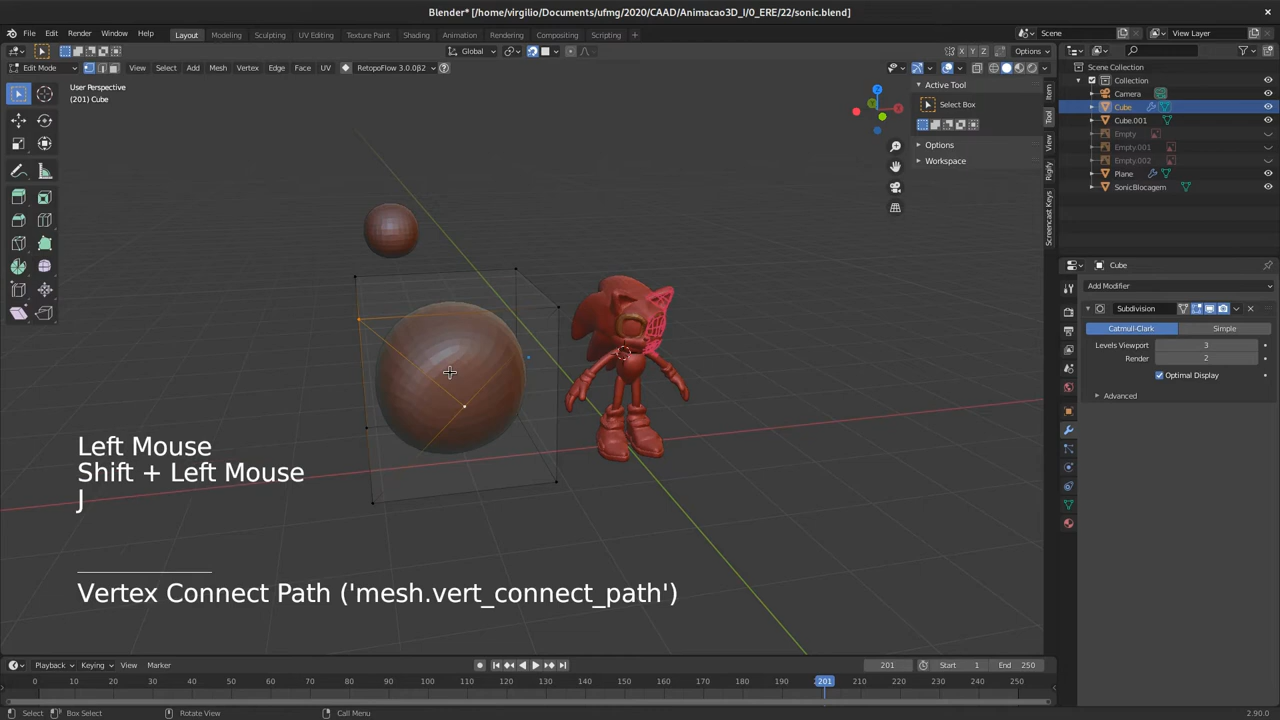 Blender* [/home/virgilio/Documents/ufmg/2020/CAAD/Animacao3D_I/0_ERE/22/sonic.blend]
File Edit Render Window Help Layout Modeling Sculpting UV Editing Texture Paint Shading Animation Rendering Compositing Scripting + Scene View Layer
Global Options
Edit Mode View Select Add Mesh Vertex Edge Face UV RetopoFlow 3.0.0β2
X Y Z
User Perspective
(201) Cube
Active Tool
Select Box
Options
Workspace
Item
Tool
View
Rigify
Screencast Keys
Scene Collection
Collection
Camera
Cube
Cube.001
Empty
Empty.001
Empty.002
Plane
SonicBlocagem
Cube
Add Modifier
Subdivision
Catmull-Clark Simple
Levels Viewport 3
Render 2
Optimal Display
Advanced
Left Mouse
Shift + Left Mouse
J
Vertex Connect Path ('mesh.vert_connect_path')
Playback Keying View Marker 201 Start 1 End 250
0 10 20 30 40 50 60 70 80 90 100 110 120 130 140 150 160 170 180 190 201 210 220 230 240 250
Select Box Select Rotate View Call Menu 2.90.0